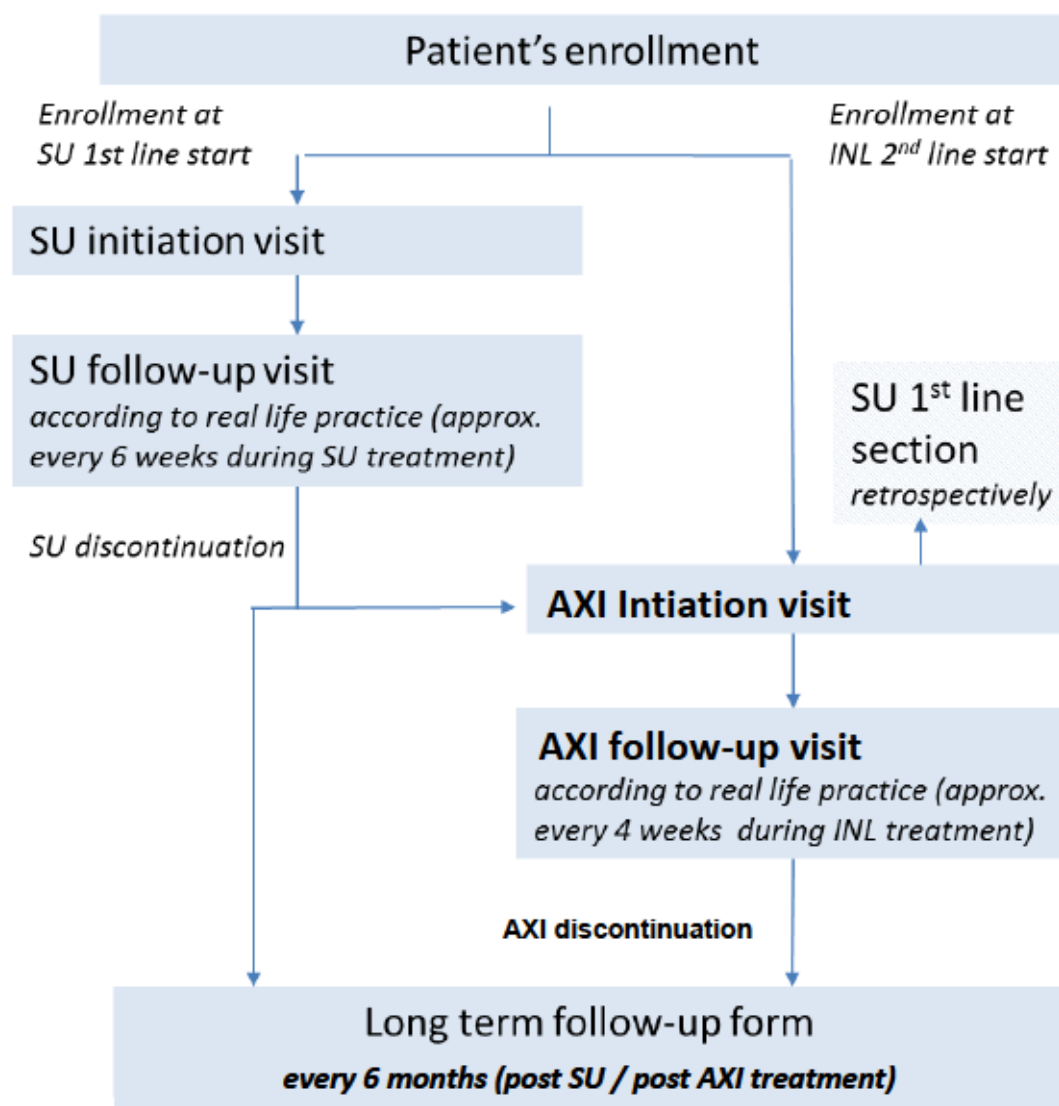 Patient's enrollment
Enrollment at
SU 1st line start
Enrollment at
INL 2nd line start
SU initiation visit
SU follow-up visit
according to real life practice (approx.
every 6 weeks during SU treatment)
SU 1st line
section
retrospectively
SU discontinuation
AXI Intiation visit
AXI follow-up visit
according to real life practice (approx.
every 4 weeks during INL treatment)
AXI discontinuation
Long term follow-up form
every 6 months (post SU / post AXI treatment)